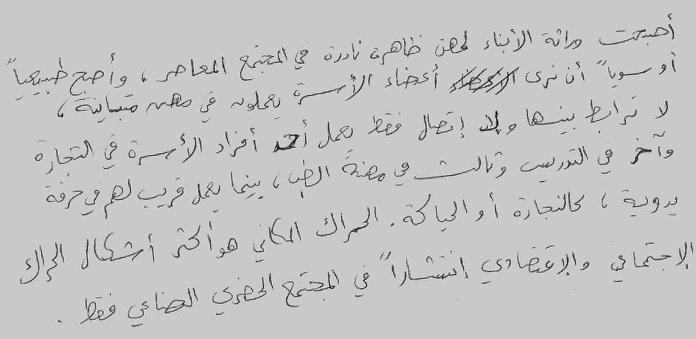 أصبحت وراثة الأبناء لمهن ظاهرة نادرة في المجتمع المعاصر ، وأصبح طبيعياً
أو سوياً أن نرى أعضاء الأسرة يعملون في مهن متباينة ،
لا ترابط بينها ولا إتصال فقط يعمل أحد أفراد الأسرة في التجارة
وآخر في التدريس وثالث في مهنة الطب ، بينما يعمل قريب لهم في حرفة
يدوية ، كالنجارة أو الحياكة . الحراك المكاني هو أكثر أشكال الحراك
الإجتماعي والإقتصادي إنتشاراً في المجتمع الحضري الصناعي فقط .